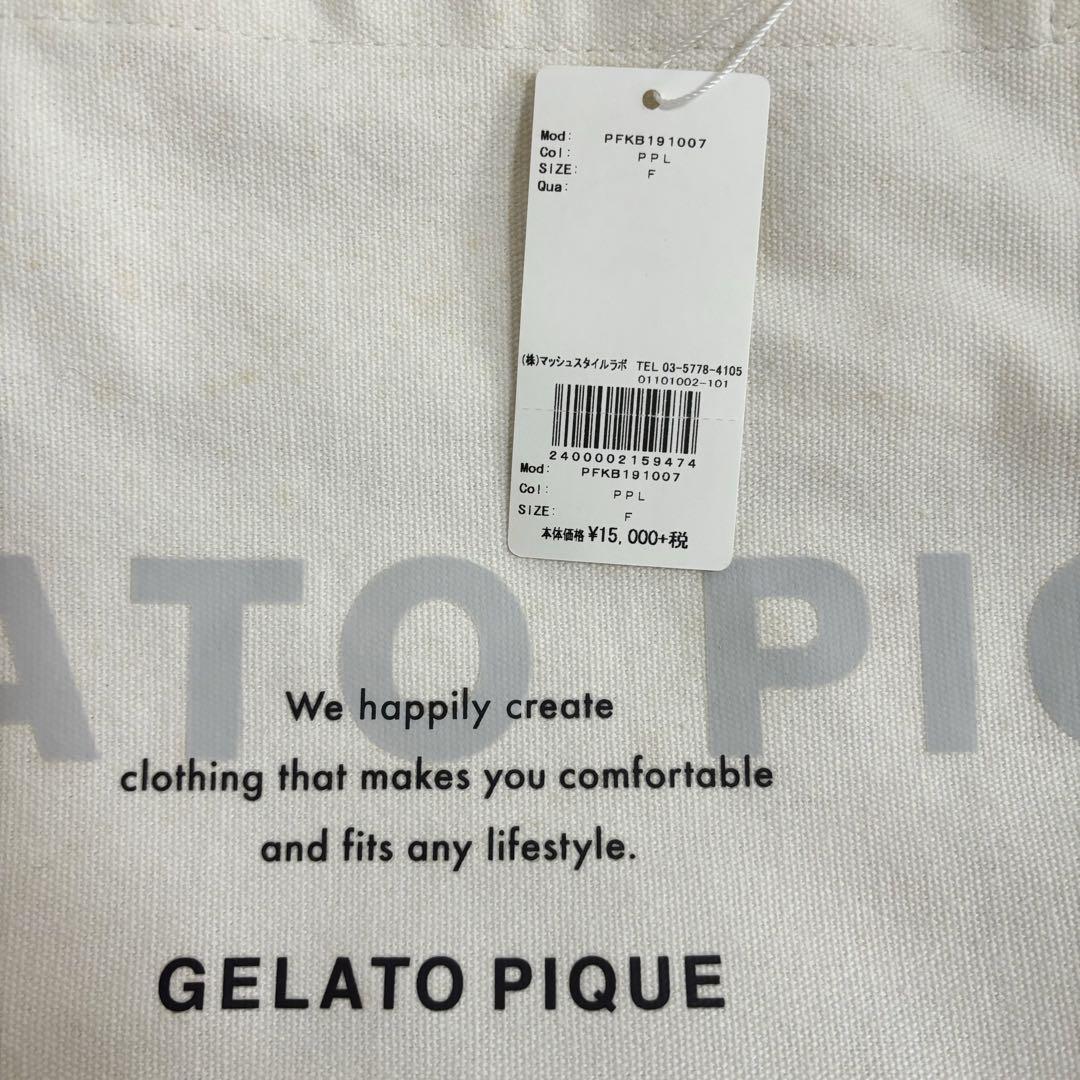 Mod: PFKB191007
Col: PPL
SIZE: F
Qua:
(株)マッシュスタイルラボ TEL 03-5778-4105
01101002-101
2400002159474
Mod: PFKB191007
Col: PPL
SIZE: F
本体価格 ¥15,000+税
ATO PIQ
We happily create
clothing that makes you comfortable
and fits any lifestyle.
GELATO PIQUE